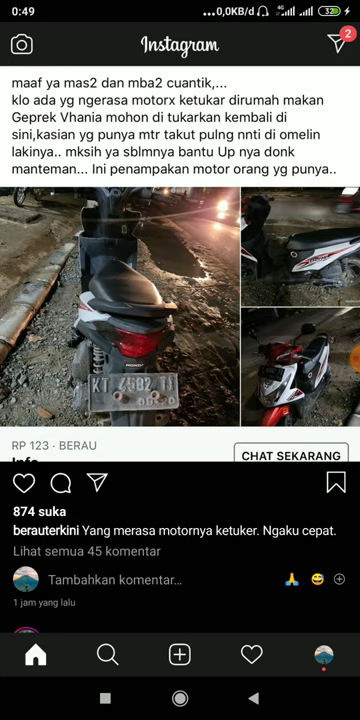 0:49
...0,0KB/d
4G
32
Instagram
2
maaf ya mas2 dan mba2 cuantik,...
klo ada yg ngerasa motorx ketukar dirumah makan
Geprek Vhania mohon di tukarkan kembali di
sini,kasian yg punya mtr takut pulng nnti di omelin
lakinya.. mksih ya sblmnya bantu Up nya donk
manteman... Ini penampakan motor orang yg punya..
KT 4582
RP 123 · BERAU
Info
CHAT SEKARANG
874 suka
berauterkini Yang merasa motornya ketuker. Ngaku cepat.
Lihat semua 45 komentar
Tambahkan komentar...
1 jam yang lalu